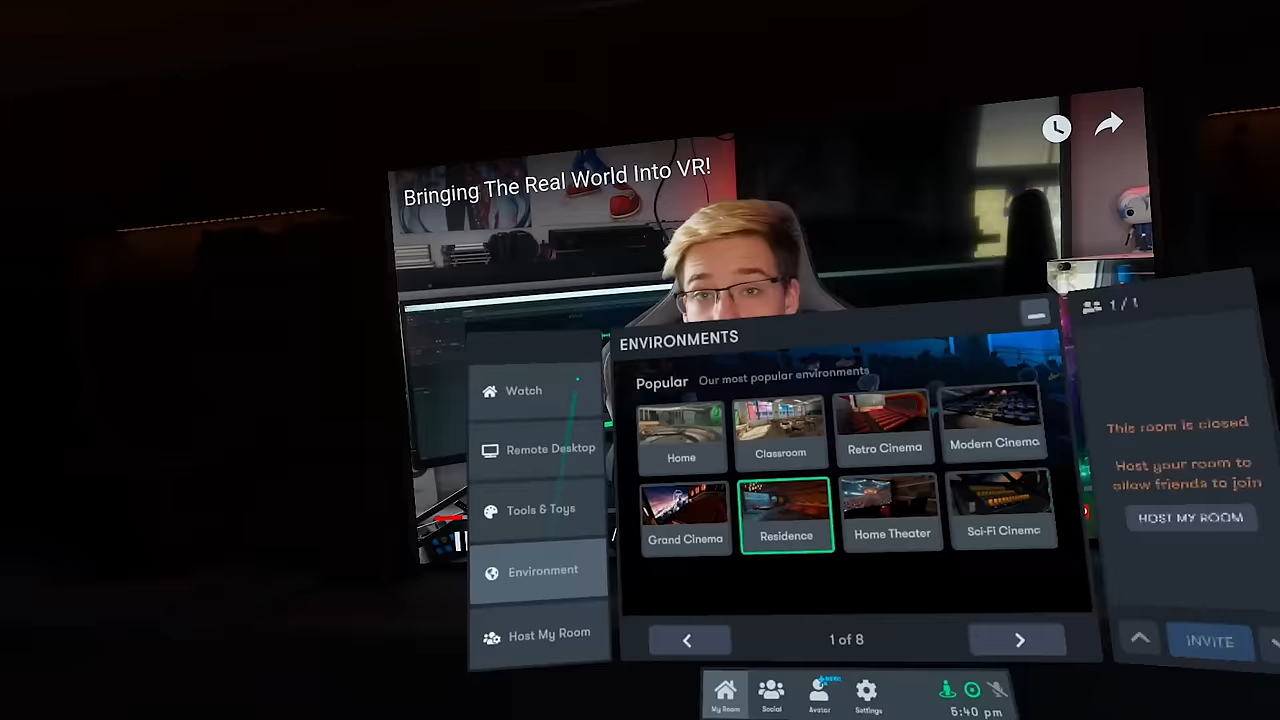 Bringing The Real World Into VR!
1 / 1
ENVIRONMENTS
Popular Our most popular environments
Watch
Remote Desktop
Tools & Toys
Environment
Host My Room
Home
Classroom
Retro Cinema
Modern Cinema
Grand Cinema
Residence
Home Theater
Sci-Fi Cinema
1 of 8
This room is closed
Host your room to
allow friends to join
HOST MY ROOM
INVITE
My Room
Social
Avatar
Settings
5:40 pm